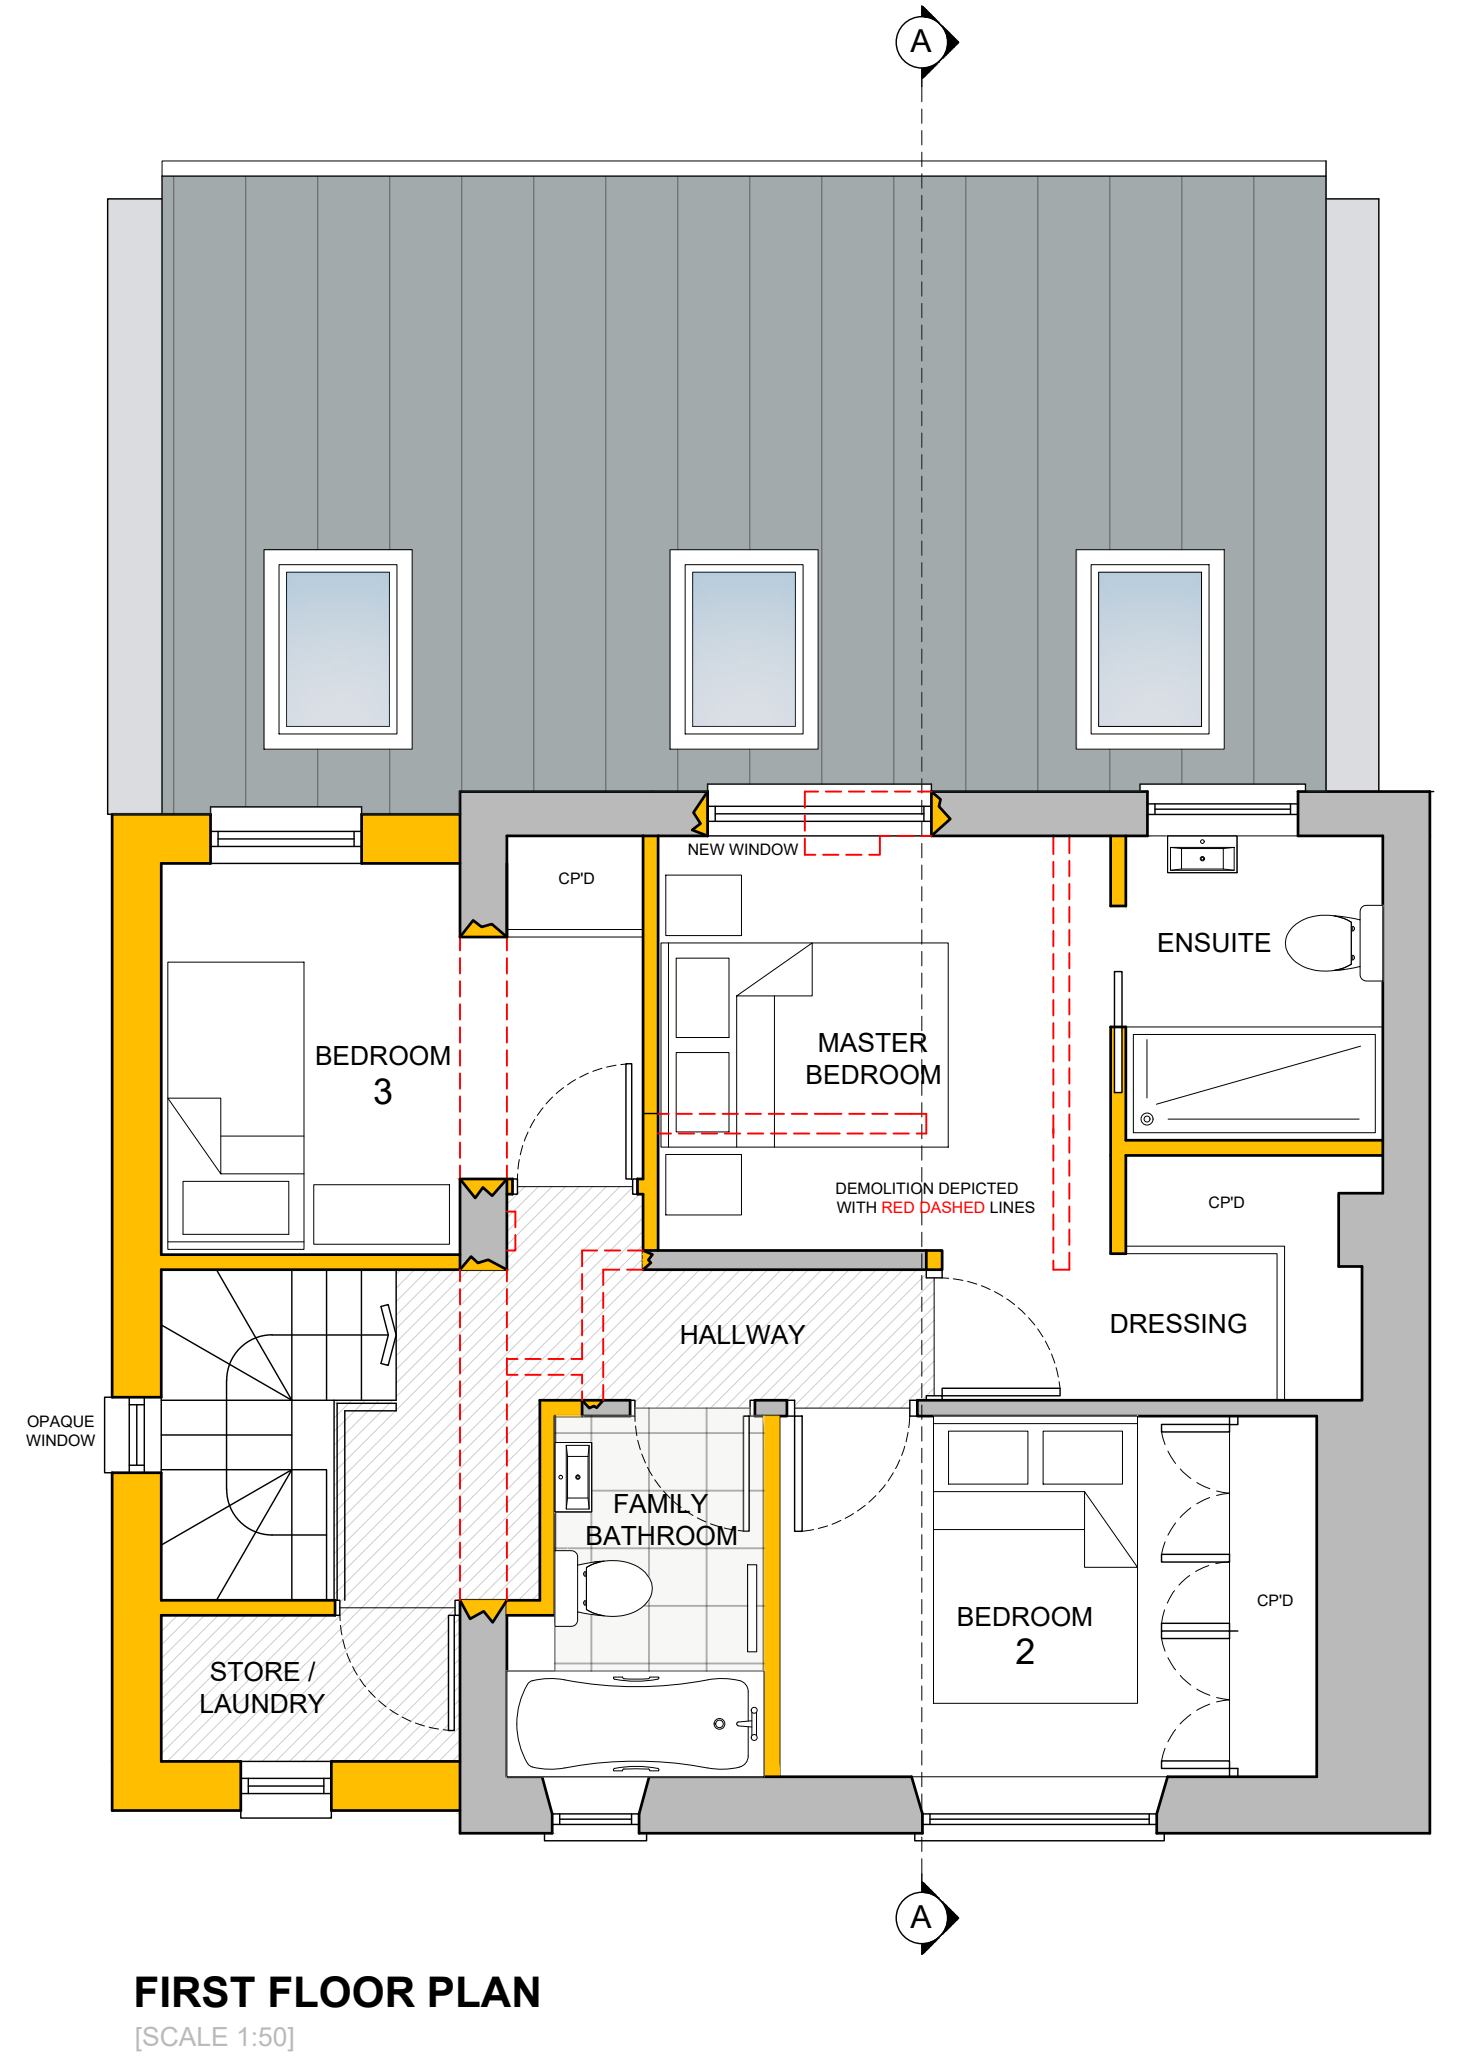 A
NEW WINDOW
CP'D
ENSUITE
MASTER
BEDROOM
BEDROOM
3
DEMOLITION DEPICTED
WITH RED DASHED LINES
CP'D
HALLWAY
DRESSING
OPAQUE
WINDOW
FAMILY
BATHROOM
BEDROOM
2
CP'D
STORE /
LAUNDRY
A
FIRST FLOOR PLAN
[SCALE 1:50]